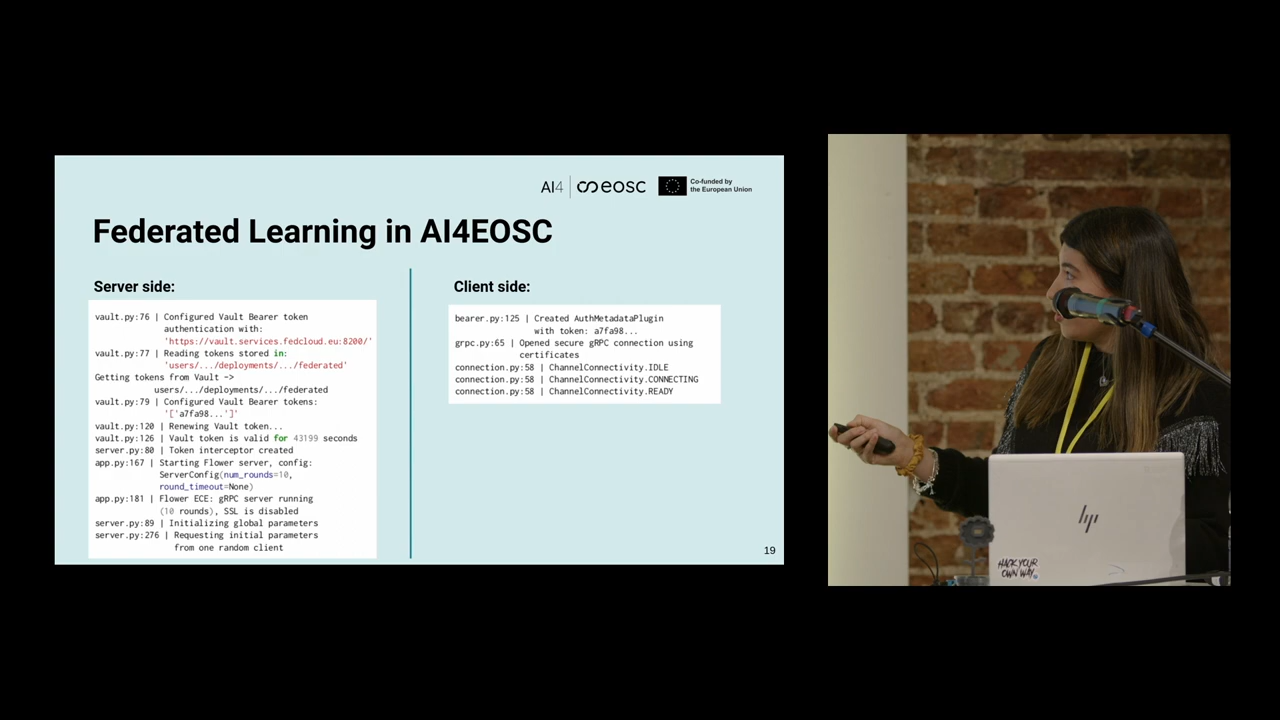 AI4 eosc Co-funded by
the European Union
Federated Learning in AI4EOSC
Server side:
vault.py:76 | Configured Vault Bearer token
authentication with:
'https://vault.services.fedcloud.eu:8200/'
vault.py:77 | Reading tokens stored in:
'users/.../deployments/.../federated'
Getting tokens from Vault ->
users/.../deployments/.../federated
vault.py:79 | Configured Vault Bearer tokens:
'['a7fa98...']'
vault.py:120 | Renewing Vault token...
vault.py:126 | Vault token is valid for 43199 seconds
server.py:80 | Token interceptor created
app.py:167 | Starting Flower server, config:
ServerConfig(num_rounds=10,
round_timeout=None)
app.py:181 | Flower ECE: gRPC server running
(10 rounds), SSL is disabled
server.py:89 | Initializing global parameters
server.py:276 | Requesting initial parameters
from one random client
Client side:
bearer.py:125 | Created AuthMetadataPlugin
with token: a7fa98...
grpc.py:65 | Opened secure gRPC connection using
certificates
connection.py:58 | ChannelConnectivity.IDLE
connection.py:58 | ChannelConnectivity.CONNECTING
connection.py:58 | ChannelConnectivity.READY
19
hp
HACK YOUR
OWN WAY.